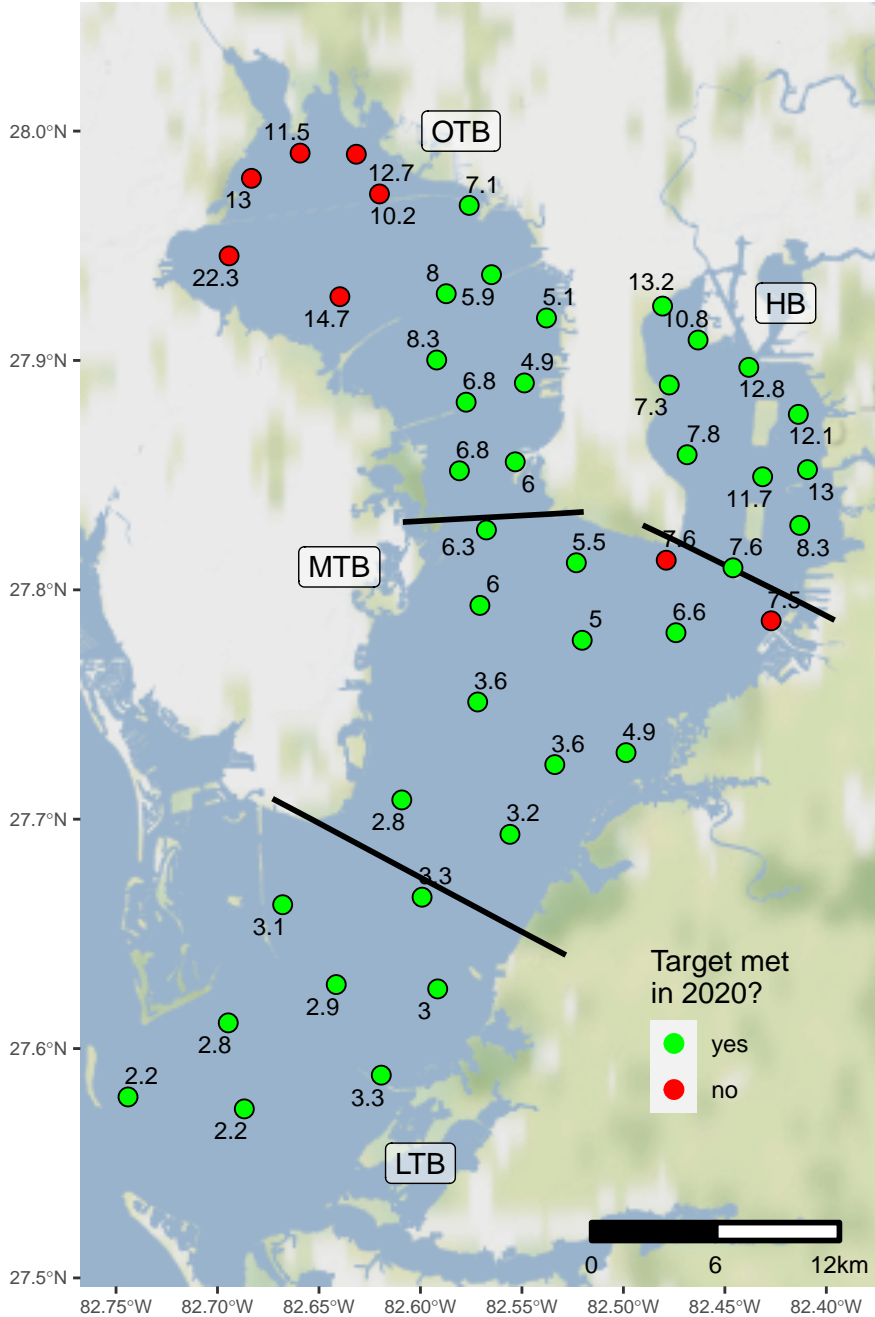 28.0°N
27.9°N
27.8°N
27.7°N
27.6°N
27.5°N
OTB
11.5
12.7
13
10.2
7.1
22.3
14.7
8
5.9
5.1
13.2
HB
10.8
8.3
4.9
12.8
6.8
7.3
12.1
7.8
6.8
6
11.7
13
8.3
6.3
5.5
7.6
7.6
MTB
6
7.5
5
6.6
3.6
3.6
4.9
2.8
3.2
3.3
3.1
2.9
3
2.8
2.2
3.3
2.2
LTB
Target met
in 2020?
yes
no
0 6 12km
82.75°W 82.70°W 82.65°W 82.60°W 82.55°W 82.50°W 82.45°W 82.40°W